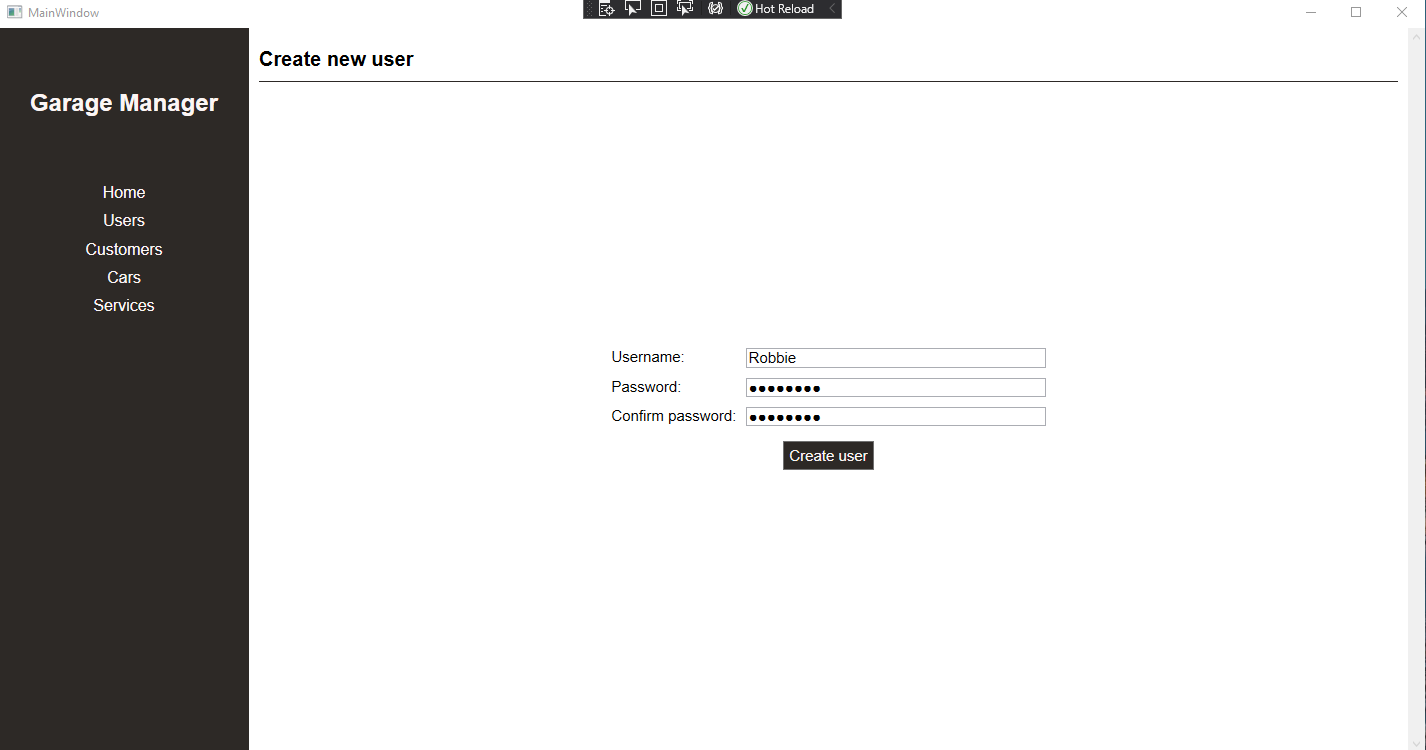 MainWindow
Hot Reload
Garage Manager
Home
Users
Customers
Cars
Services
Create new user
Username: Robbie
Password: ●●●●●●●●
Confirm password: ●●●●●●●●
Create user